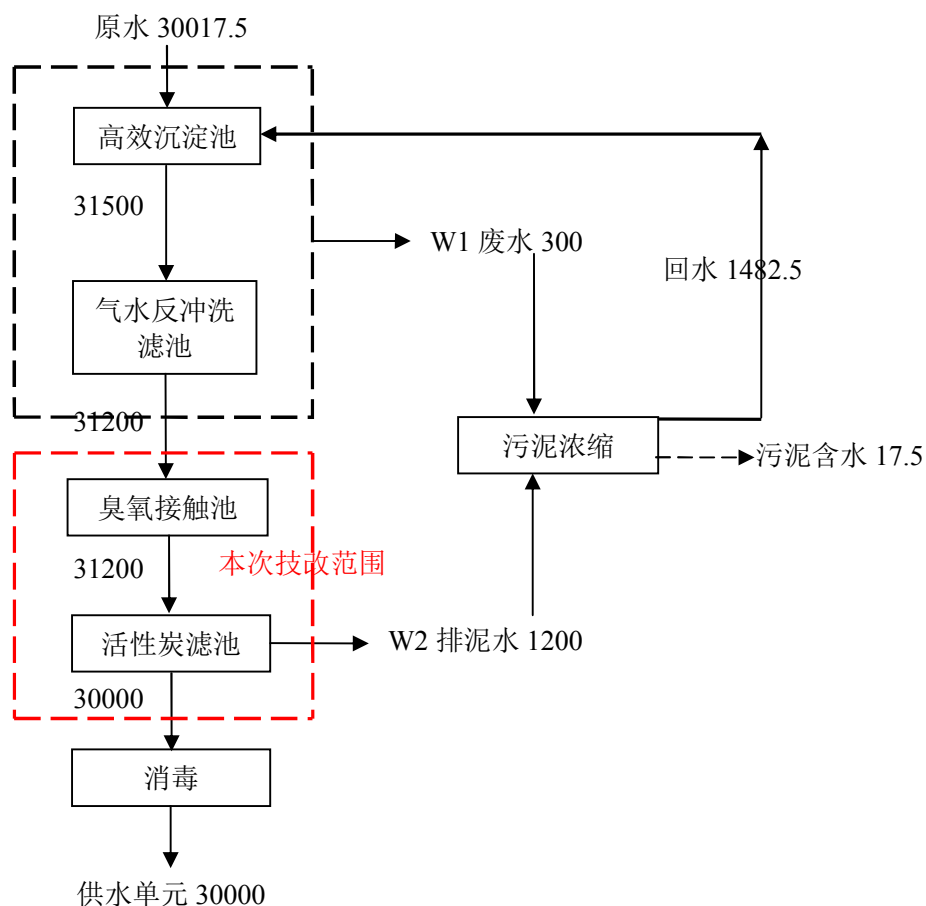 原水 30017.5
高效沉淀池
31500
W1 废水 300
回水 1482.5
气水反冲洗
滤池
31200
污泥浓缩
污泥含水 17.5
臭氧接触池
31200
本次技改范围
活性炭滤池
W2 排泥水 1200
30000
消毒
供水单元 30000